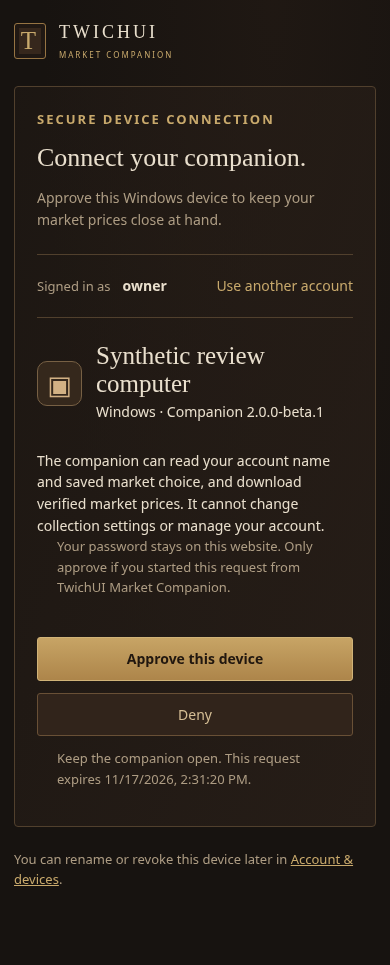 T
TWICHUI
MARKET COMPANION
SECURE DEVICE CONNECTION
Connect your companion.
Approve this Windows device to keep your
market prices close at hand.
Signed in as owner Use another account
Synthetic review
computer
Windows · Companion 2.0.0-beta.1
The companion can read your account name
and saved market choice, and download
verified market prices. It cannot change
collection settings or manage your account.
Your password stays on this website. Only
approve if you started this request from
TwichUI Market Companion.
Approve this device
Deny
Keep the companion open. This request
expires 11/17/2026, 2:31:20 PM.
You can rename or revoke this device later in Account &
devices.